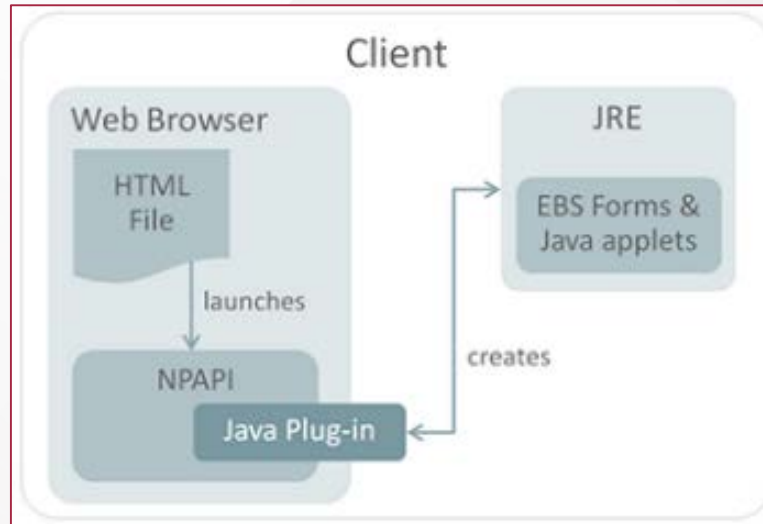 Client
Web Browser
HTML
File
launches
NPAPI
Java Plug-in
creates
JRE
EBS Forms &
Java applets